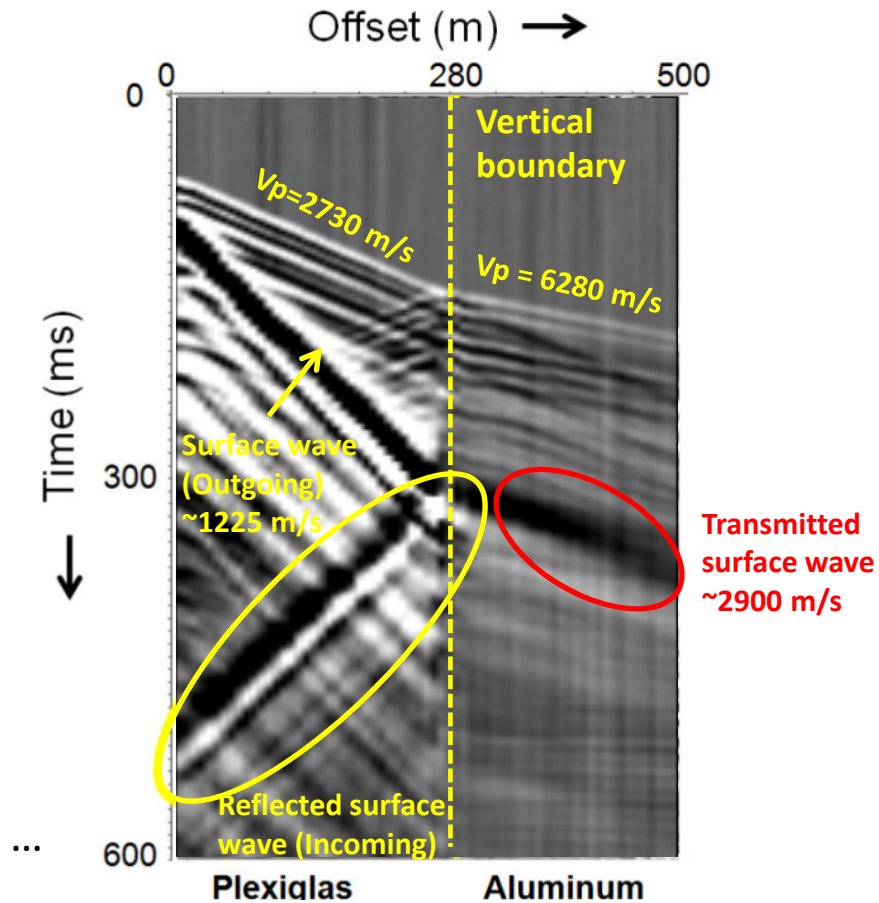 Offset (m) →
0 280 500
0
Vertical
boundary
Vp=2730 m/s
Vp = 6280 m/s
Time (ms) →
Surface wave
(Outgoing)
~1225 m/s
300
Transmitted
surface wave
~2900 m/s
Reflected surface
wave (Incoming)
...
600
Plexiglas Aluminum